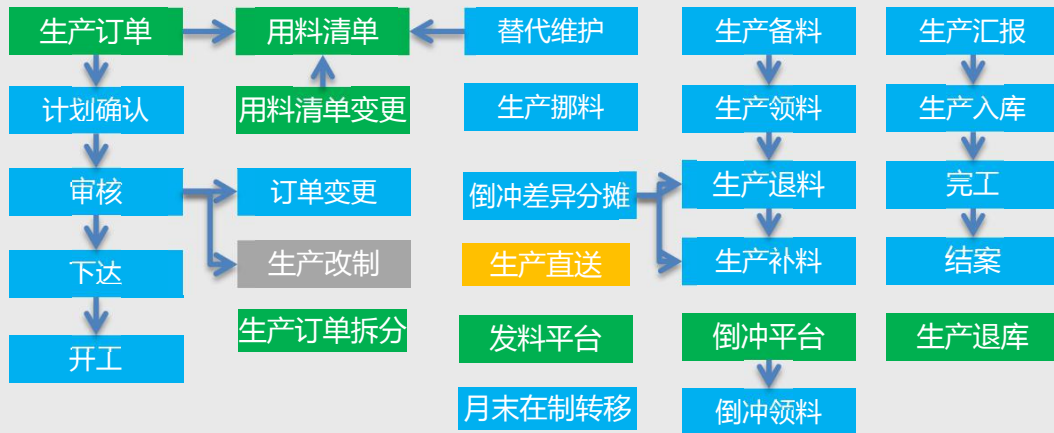 生产订单
用料清单
替代维护
生产备料
生产汇报
计划确认
用料清单变更
生产挪料
生产领料
生产入库
审核
订单变更
倒冲差异分摊
生产退料
完工
下达
生产改制
生产直送
生产补料
结案
开工
生产订单拆分
发料平台
倒冲平台
生产退库
月末在制转移
倒冲领料